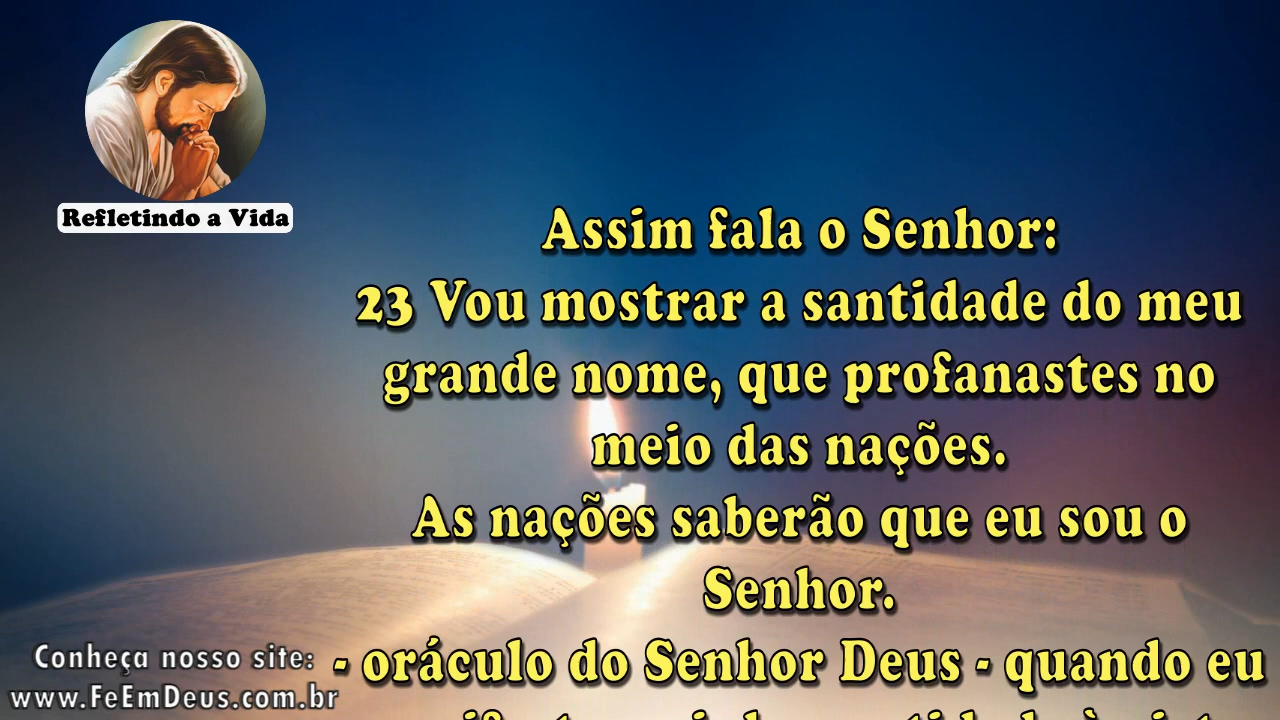 Refletindo a Vida
Assim fala o Senhor:
23 Vou mostrar a santidade do meu
grande nome, que profanastes no
meio das nações.
As nações saberão que eu sou o
Senhor.
- oráculo do Senhor Deus - quando eu
Conheça nosso site:
www.FeEmDeus.com.br